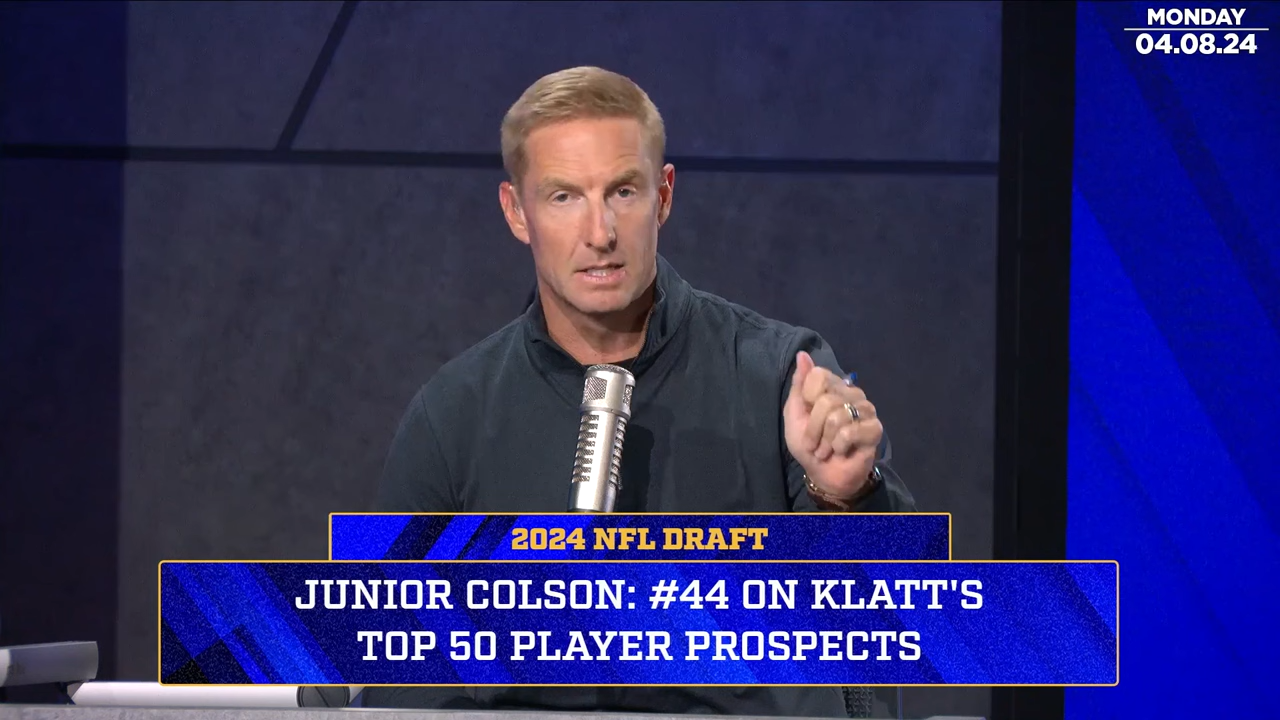 MONDAY
04.08.24
2024 NFL DRAFT
JUNIOR COLSON: #44 ON KLATT'S
TOP 50 PLAYER PROSPECTS